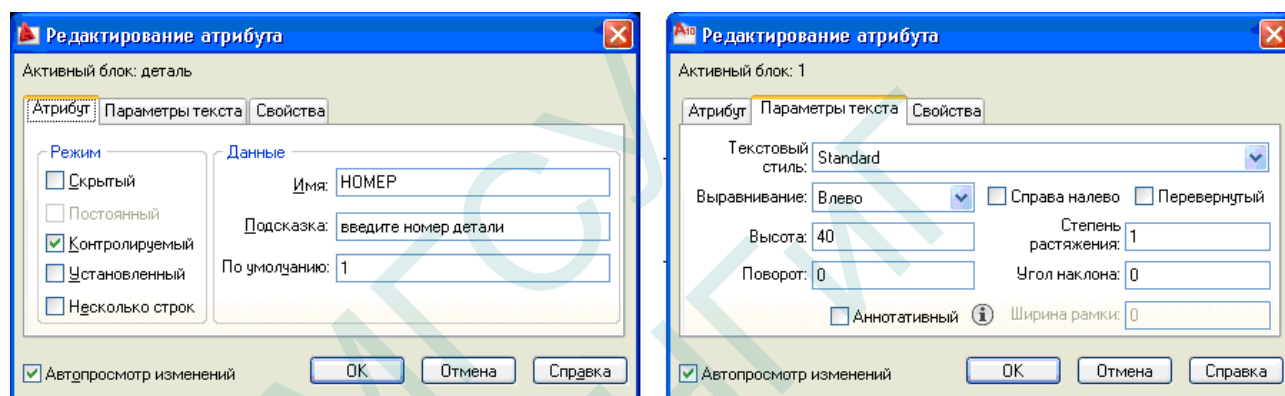 Редактирование атрибута
Активный блок: деталь
Атрибут Параметры текста Свойства
Режим
Скрытый
Постоянный
Контролируемый
Установленный
Несколько строк
Данные
Имя: НОМЕР
Подсказка: введите номер детали
По умолчанию: 1
Автопросмотр изменений
ОК Отмена Справка
Редактирование атрибута
Активный блок: 1
Атрибут Параметры текста Свойства
Текстовый
стиль: Standard
Выравнивание: Влево Справа налево Перевернутый
Высота: 40 Степень
растяжения: 1
Поворот: 0 Угол наклона: 0
Аннотативный Ширина рамки: 0
Автопросмотр изменений
ОК Отмена Справка